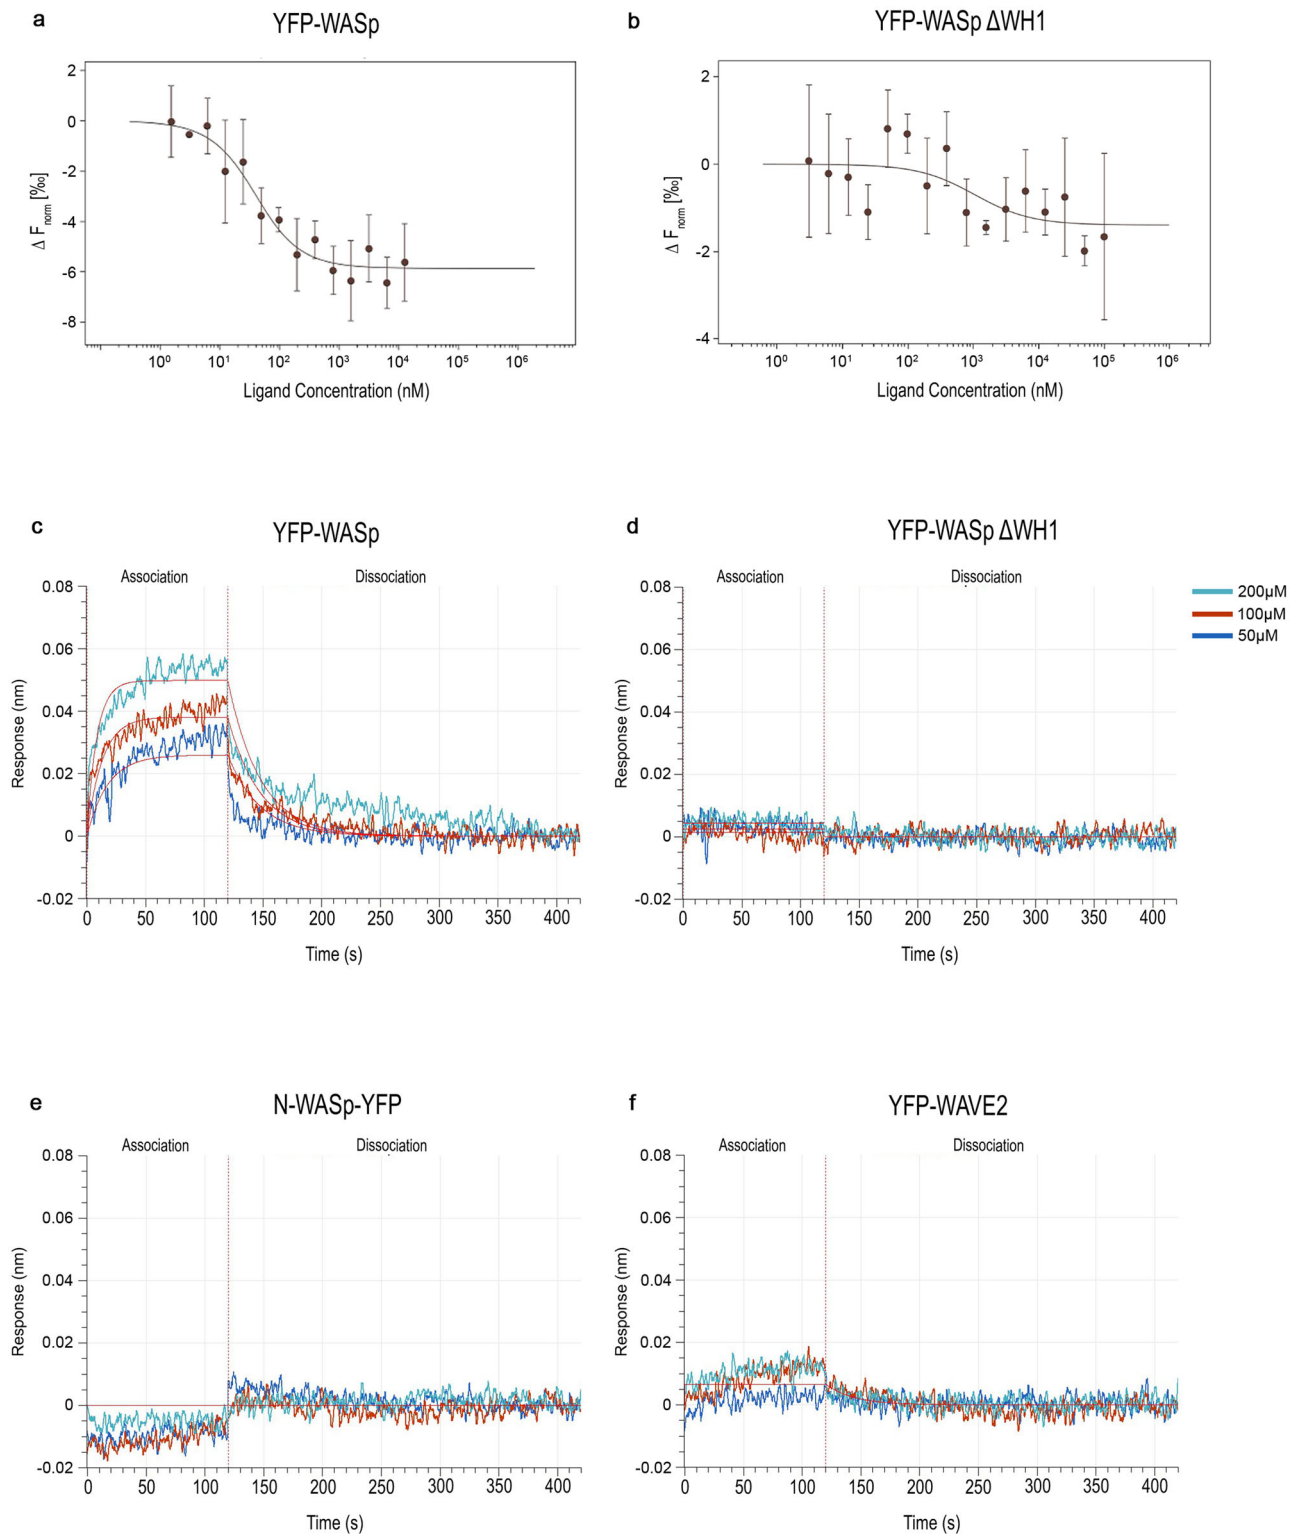 a
YFP-WASp
2
0
-2
-4
-6
-8
Δ Fnorm [‰]
10⁰ 10¹ 10² 10³ 10⁴ 10⁵ 10⁶
Ligand Concentration (nM)
b
YFP-WASp ΔWH1
2
0
-2
-4
Δ Fnorm [‰]
10⁰ 10¹ 10² 10³ 10⁴ 10⁵ 10⁶
Ligand Concentration (nM)
c
YFP-WASp
Association Dissociation
0.08
0.06
0.04
0.02
0
-0.02
Response (nm)
0 50 100 150 200 250 300 350 400
Time (s)
d
YFP-WASp ΔWH1
Association Dissociation
0.08
0.06
0.04
0.02
0
-0.02
Response (nm)
0 50 100 150 200 250 300 350 400
Time (s)
200µM
100µM
50µM
e
N-WASp-YFP
Association Dissociation
0.08
0.06
0.04
0.02
0
-0.02
Response (nm)
0 50 100 150 200 250 300 350 400
Time (s)
f
YFP-WAVE2
Association Dissociation
0.08
0.06
0.04
0.02
0
-0.02
Response (nm)
0 50 100 150 200 250 300 350 400
Time (s)